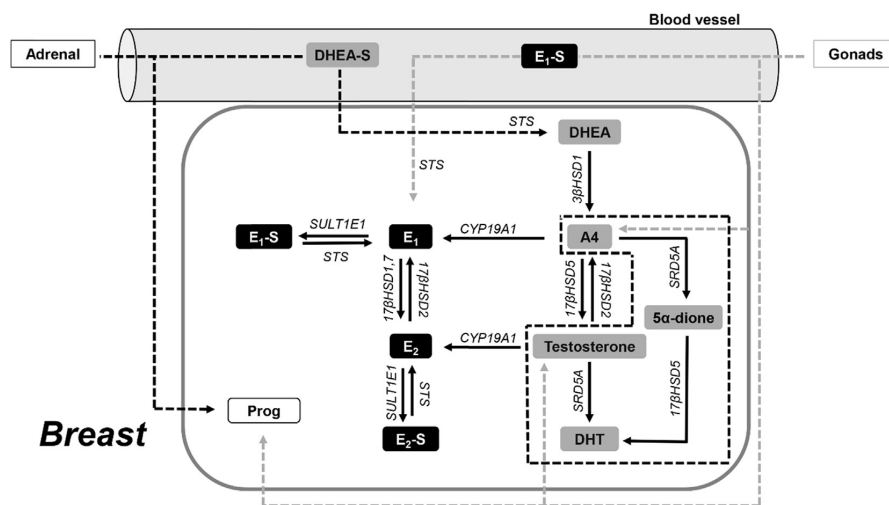 Blood vessel
Adrenal
DHEA-S
E₁-S
Gonads
STS
DHEA
STS
3βHSD1
SULT1E1
E₁-S
E₁
CYP19A1
A4
STS
SRD5A
17βHSD1,7
17βHSD2
17βHSD5
17βHSD2
5α-dione
E₂
CYP19A1
Testosterone
SULT1E1
STS
SRD5A
17βHSD5
Prog
Breast
E₂-S
DHT